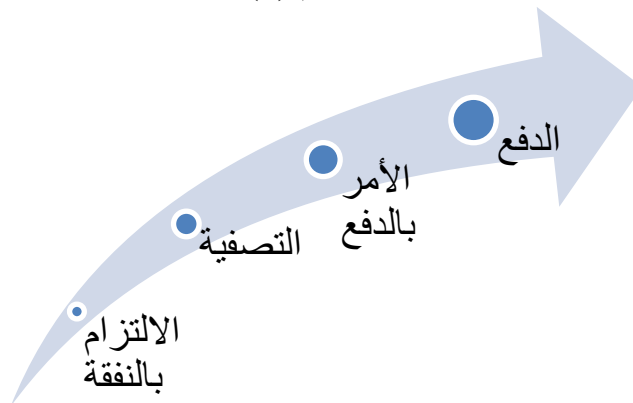 الدفع
الأمر
بالدفع
التصفية
الالتزام
بالنفقة